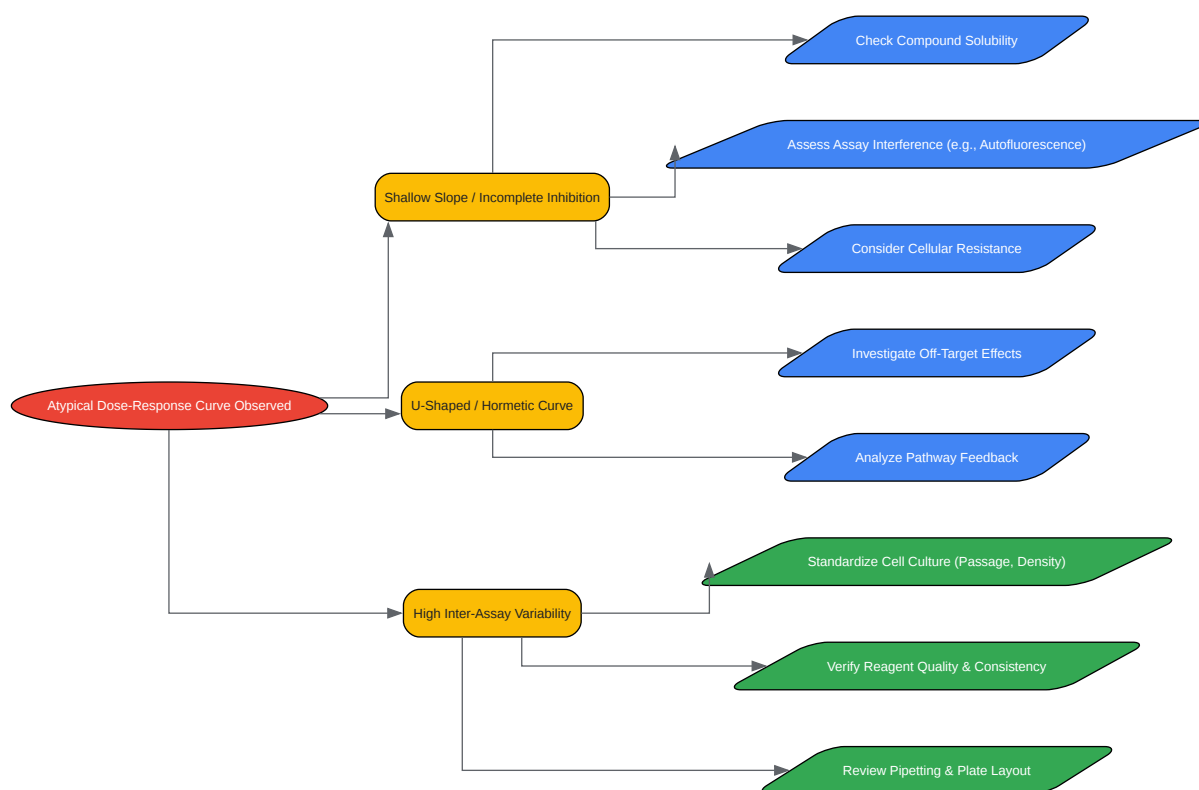 Check Compound Solubility
Assess Assay Interference (e.g., Autofluorescence)
Shallow Slope / Incomplete Inhibition
Consider Cellular Resistance
Investigate Off-Target Effects
Atypical Dose-Response Curve Observed
U-Shaped / Hormetic Curve
Analyze Pathway Feedback
Standardize Cell Culture (Passage, Density)
High Inter-Assay Variability
Verify Reagent Quality & Consistency
Review Pipetting & Plate Layout